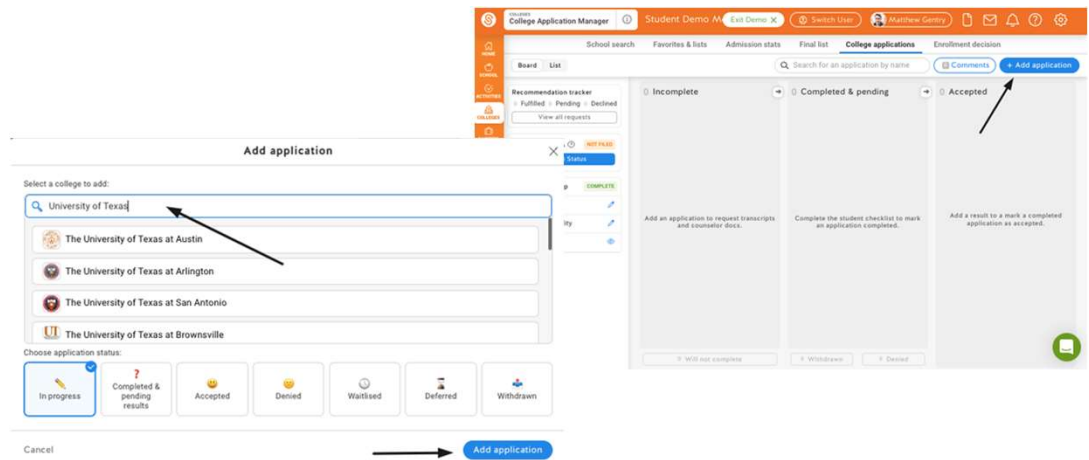 COLLEGES
College Application Manager
Student Demo M
Exit Demo ✕
Switch User
Matthew Gentry
School search
Favorites & lists
Admission stats
Final list
College applications
Enrollment decision
HOME
SCHOOL
ACTIVITIES
COLLEGES
Board
List
Search for an application by name
Comments
+ Add application
Recommendation tracker
Fulfilled
Pending
Declined
View all requests
NOT FILED
Status
COMPLETE
0 Incomplete
Add an application to request transcripts
and counselor docs.
Will not complete
0 Completed & pending
Complete the student checklist to mark
an application completed.
Withdrawn
Denied
0 Accepted
Add a result to a mark a completed
application as accepted.
Add application
Select a college to add:
University of Texas
The University of Texas at Austin
The University of Texas at Arlington
The University of Texas at San Antonio
The University of Texas at Brownsville
Choose application status:
In progress
?
Completed &
pending
results
Accepted
Denied
Waitlised
Deferred
Withdrawn
Cancel
Add application